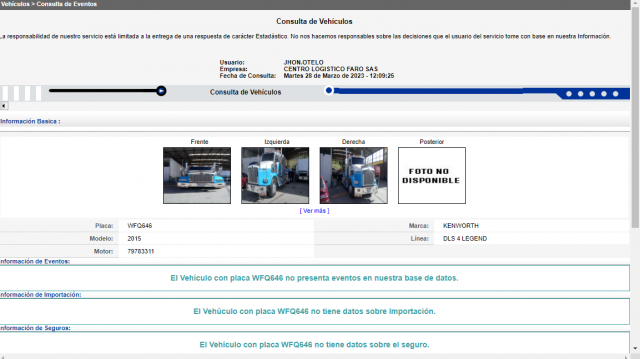 Vehículos > Consulta de Eventos
Consulta de Vehículos
La responsabilidad de nuestro servicio está limitada a la entrega de una respuesta de carácter Estadástico. No nos hacemos responsables sobre las decisiones que el usuario del servicio tome con base en nuestra Información.
Usuario: JHON.OTELO
Empresa: CENTRO LOGISTICO FARO SAS
Fecha de Consulta: Martes 28 de Marzo de 2023 - 12:09:25
Consulta de Vehículos
Información Basica :
Frente Izquierda Derecha Posterior
FOTO NO
DISPONIBLE
[ Ver más ]
Placa: WFQ646 Marca: KENWORTH
Modelo: 2015 Línea: DLS 4 LEGEND
Motor: 79783311
Información de Eventos:
El Vehículo con placa WFQ646 no presenta eventos en nuestra base de datos.
Información de Importación:
El Vehúculo con placa WFQ646 no tiene datos sobre Importación.
Información de Seguros:
El Vehículo con placa WFQ646 no tiene datos sobre el seguro.